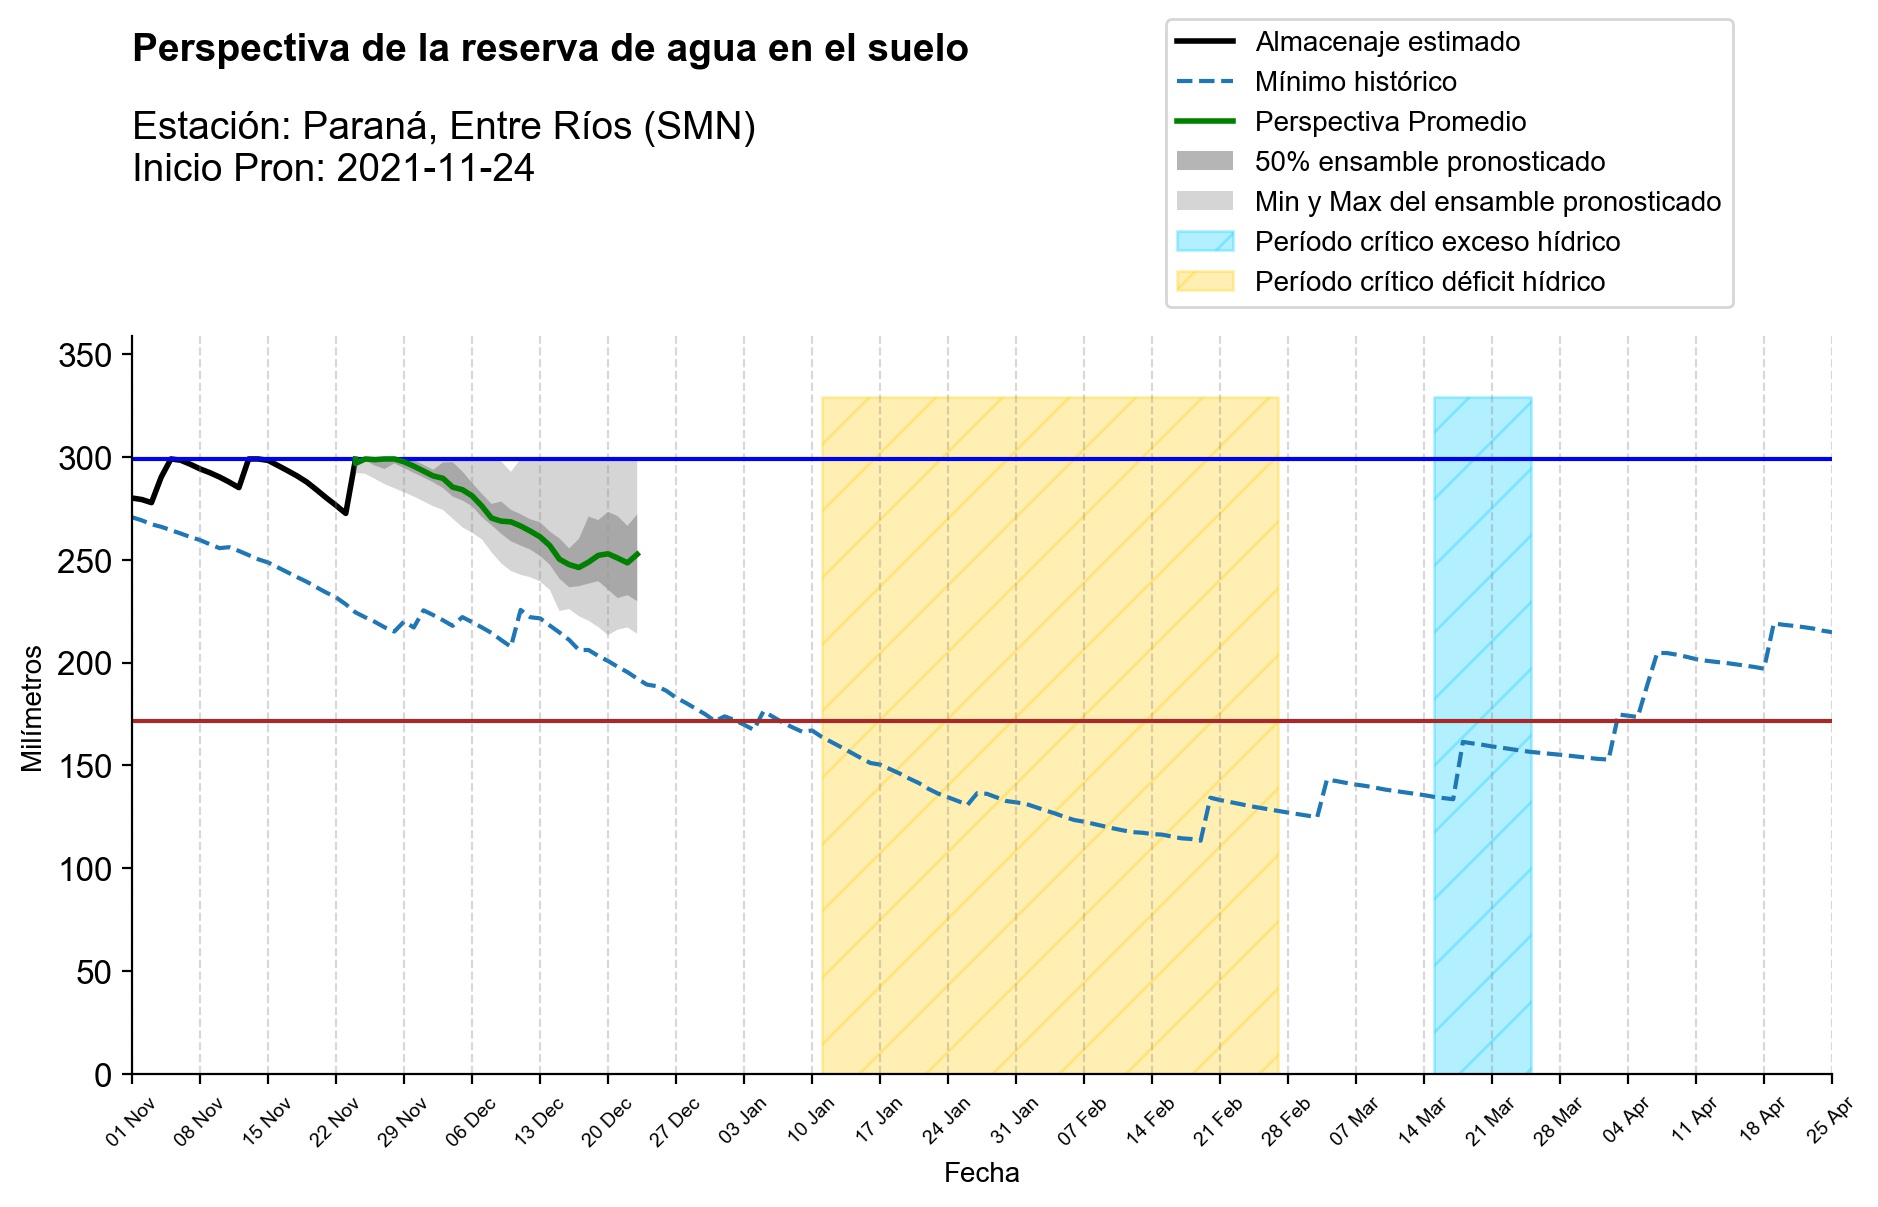 Perspectiva de la reserva de agua en el suelo
Estación: Paraná, Entre Ríos (SMN)
Inicio Pron: 2021-11-24
Almacenaje estimado
Mínimo histórico
Perspectiva Promedio
50% ensamble pronosticado
Min y Max del ensamble pronosticado
Período crítico exceso hídrico
Período crítico déficit hídrico
350
300
250
200
150
100
50
0
Milímetros
01 Nov
08 Nov
15 Nov
22 Nov
29 Nov
06 Dec
13 Dec
20 Dec
27 Dec
03 Jan
10 Jan
17 Jan
24 Jan
31 Jan
07 Feb
14 Feb
21 Feb
28 Feb
07 Mar
14 Mar
21 Mar
28 Mar
04 Apr
11 Apr
18 Apr
25 Apr
Fecha